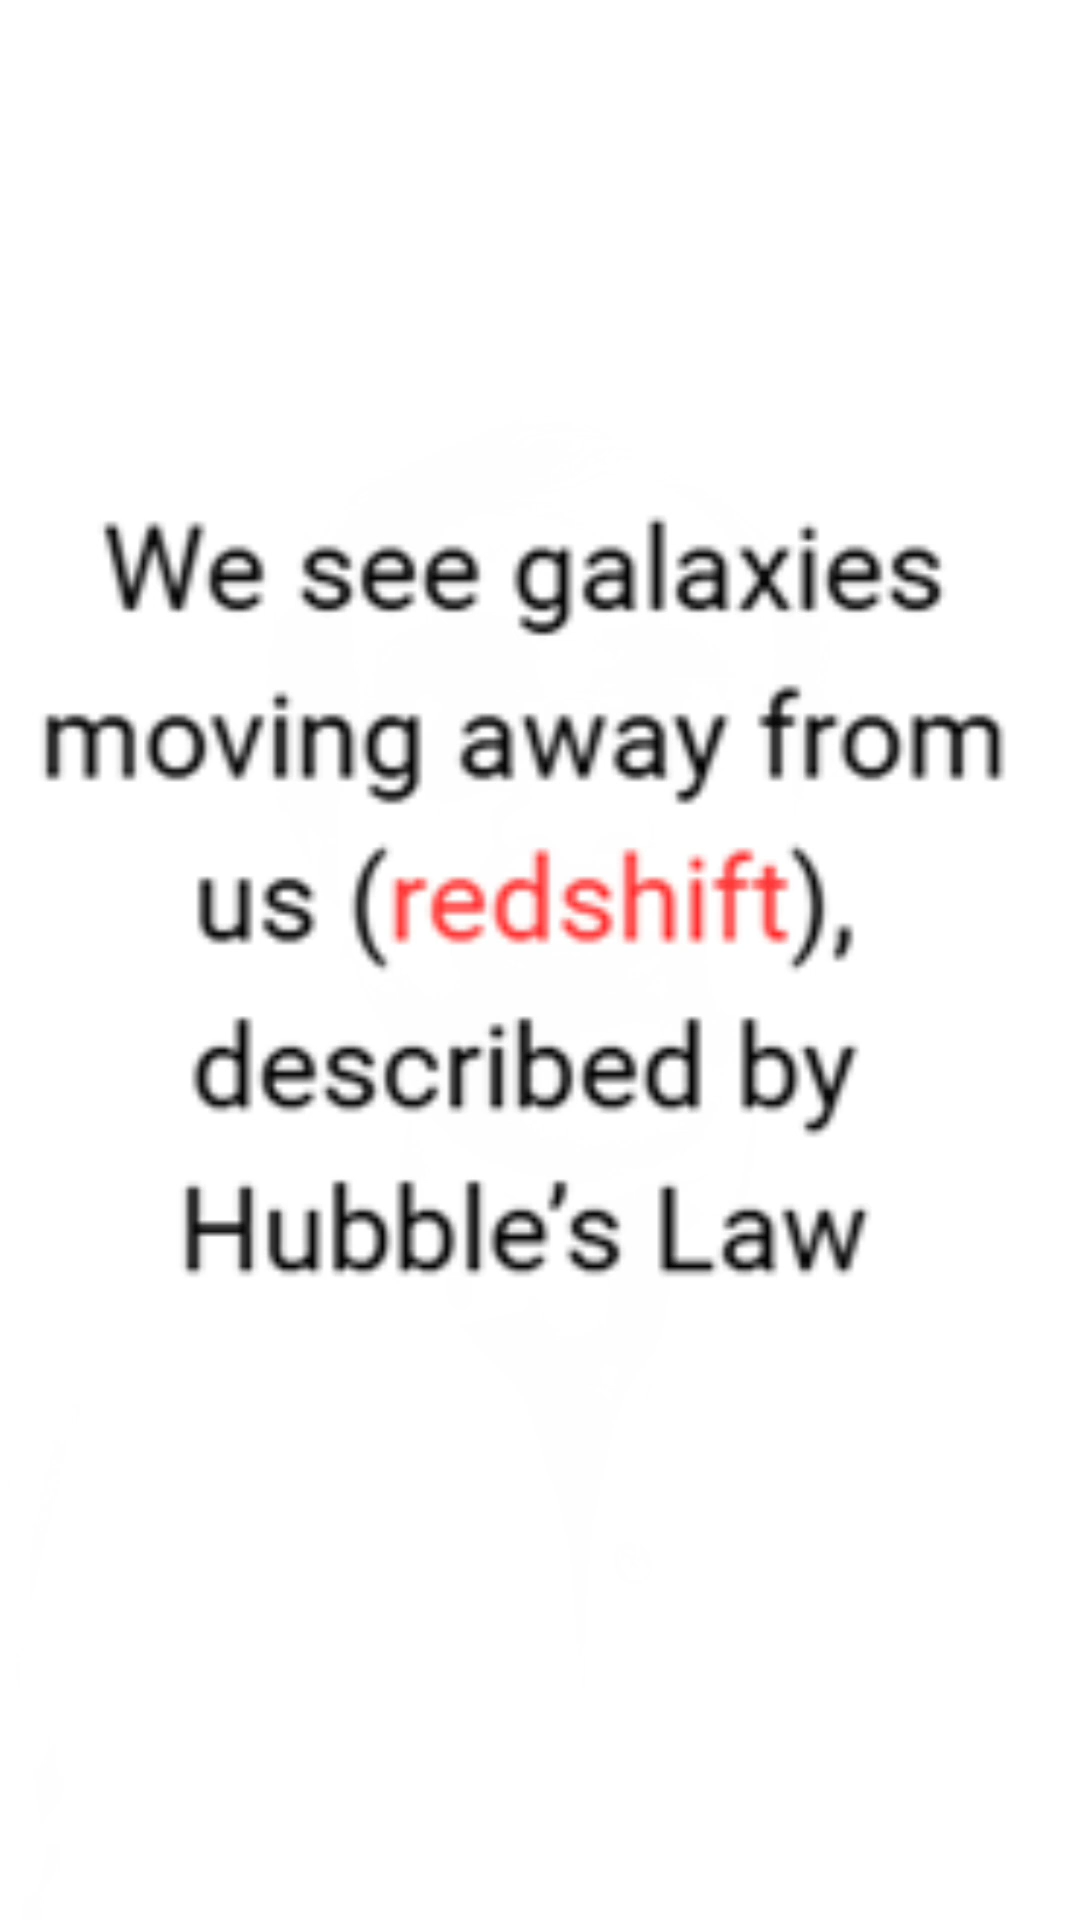 We see galaxies
moving away from
us (redshift),
described by
Hubble’s Law